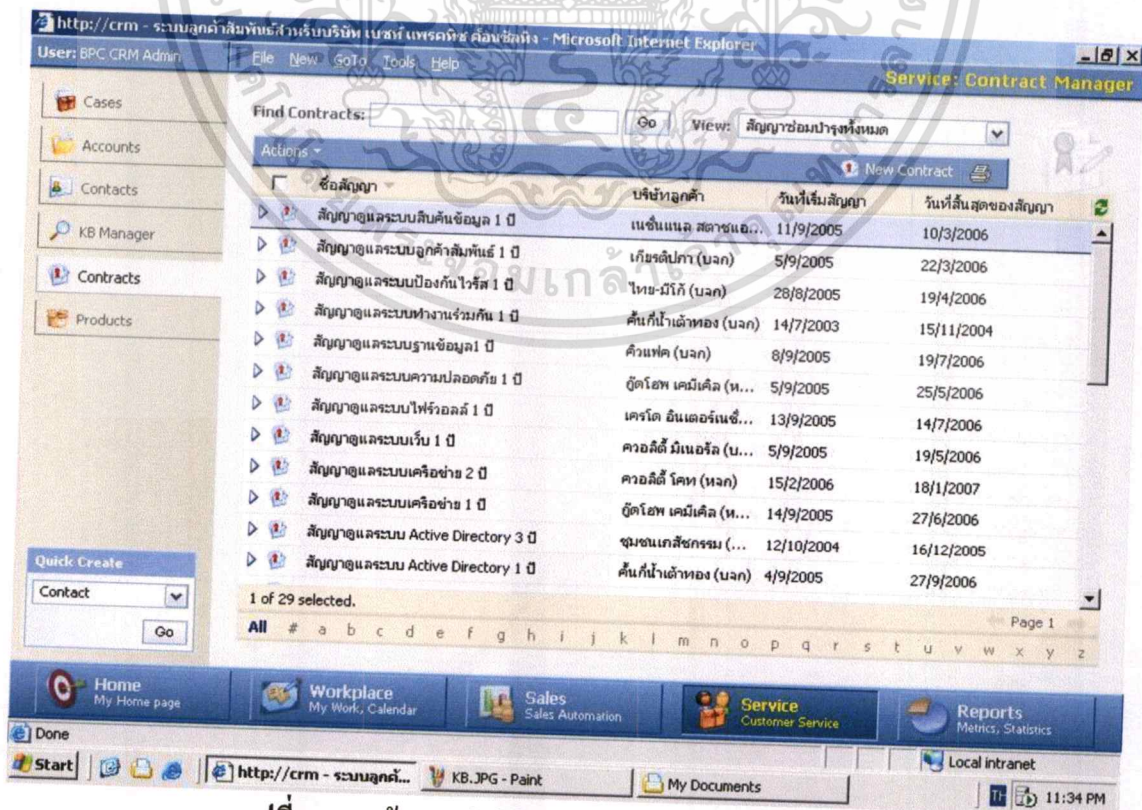 http://crm - ระบบลูกค้าสัมพันธ์สำหรับบริษัท เบซท์ แพรคทิซ คอนซัลทิง - Microsoft Internet Explorer
User: BPC CRM Admin File New GoTo Tools Help
Service: Contract Manager
Cases
Accounts
Contacts
KB Manager
Contracts
Products
Find Contracts: Go View: สัญญาซ่อมบำรุงทั้งหมด
Actions New Contract
ชื่อสัญญา บริษัทลูกค้า วันที่เริ่มสัญญา วันที่สิ้นสุดของสัญญา
สัญญาดูแลระบบสืบค้นข้อมูล 1 ปี เนชั่นแนล สตาชแอ... 11/9/2005 10/3/2006
สัญญาดูแลระบบลูกค้าสัมพันธ์ 1 ปี เกียรติปภา (บจก) 5/9/2005 22/3/2006
สัญญาดูแลระบบป้องกันไวรัส 1 ปี ไทย-มีโก้ (บจก) 28/8/2005 19/4/2006
สัญญาดูแลระบบทำงานร่วมกัน 1 ปี คั้นกี่น้ำเต้าทอง (บจก) 14/7/2003 15/11/2004
สัญญาดูแลระบบฐานข้อมูล1 ปี คิวแฟค (บจก) 8/9/2005 19/7/2006
สัญญาดูแลระบบความปลอดภัย 1 ปี กู๊ดโฮพ เคมีเคิล (ห... 5/9/2005 25/5/2006
สัญญาดูแลระบบไฟร์วอลล์ 1 ปี เครโด อินเตอร์เนชั่... 13/9/2005 14/7/2006
สัญญาดูแลระบบเว็บ 1 ปี ควอลิตี้ มิเนอรัล (บ... 5/9/2005 19/5/2006
สัญญาดูแลระบบเครือข่าย 2 ปี ควอลิตี้ โคท (หจก) 15/2/2006 18/1/2007
สัญญาดูแลระบบเครือข่าย 1 ปี กู๊ดโฮพ เคมีเคิล (ห... 14/9/2005 27/6/2006
สัญญาดูแลระบบ Active Directory 3 ปี ชุมชนเภสัชกรรม (... 12/10/2004 16/12/2005
สัญญาดูแลระบบ Active Directory 1 ปี คั้นกี่น้ำเต้าทอง (บจก) 4/9/2005 27/9/2006
1 of 29 selected. Page 1
All # a b c d e f g h i j k l m n o p q r s t u v w x y z
Quick Create
Contact
Go
Home
My Home page
Workplace
My Work, Calendar
Sales
Sales Automation
Service
Customer Service
Reports
Metrics, Statistics
Done Local intranet
Start http://crm - ระบบลูกค้... KB.JPG - Paint My Documents TH 11:34 PM